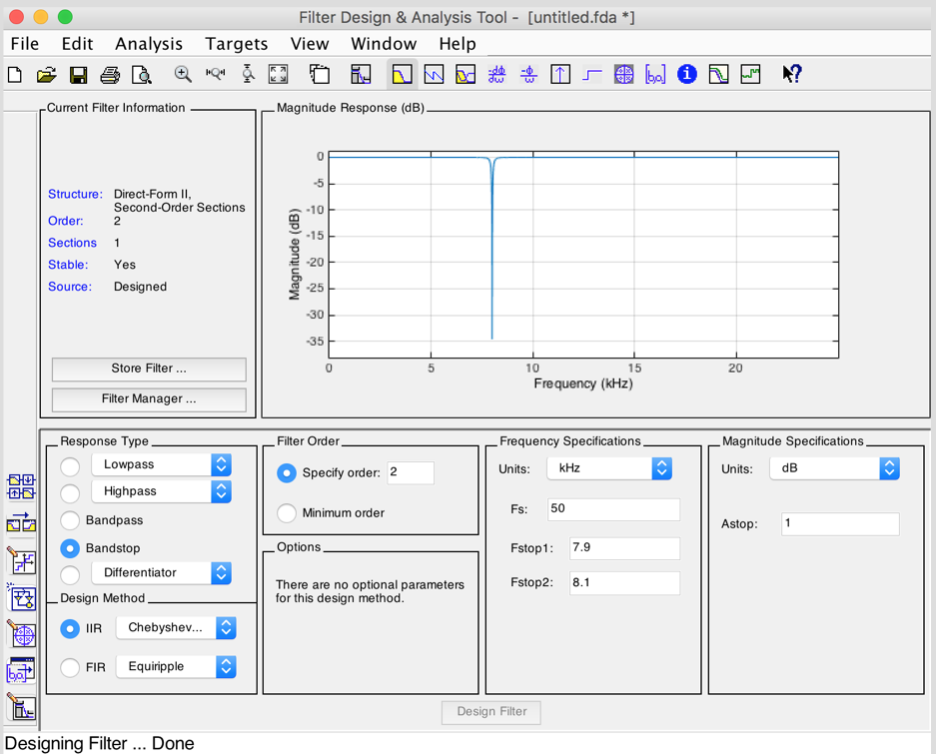 Filter Design & Analysis Tool - [untitled.fda *]
File Edit Analysis Targets View Window Help
Current Filter Information
Structure: Direct-Form II,
Second-Order Sections
Order: 2
Sections 1
Stable: Yes
Source: Designed
Store Filter ...
Filter Manager ...
Magnitude Response (dB)
Magnitude (dB)
0
-5
-10
-15
-20
-25
-30
-35
0 5 10 15 20
Frequency (kHz)
Response Type
Lowpass
Highpass
Bandpass
Bandstop
Differentiator
Design Method
IIR Chebyshev...
FIR Equiripple
Filter Order
Specify order: 2
Minimum order
Options
There are no optional parameters
for this design method.
Frequency Specifications
Units: kHz
Fs: 50
Fstop1: 7.9
Fstop2: 8.1
Magnitude Specifications
Units: dB
Astop: 1
Design Filter
Designing Filter ... Done